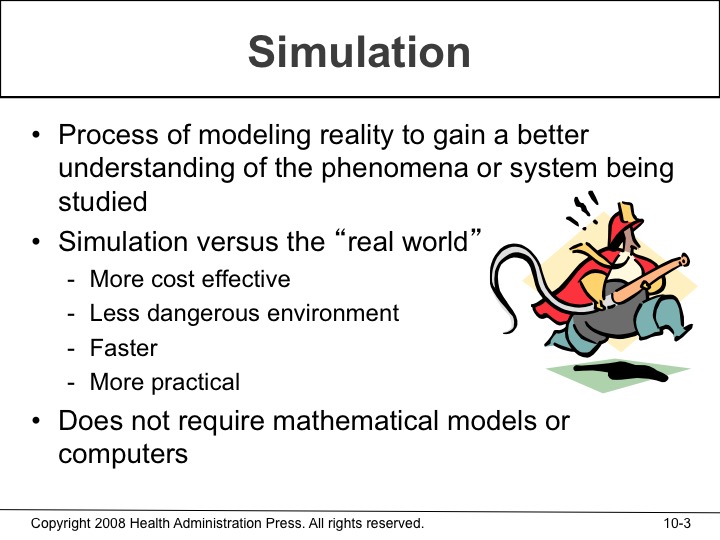 Simulation
• Process of modeling reality to gain a better
understanding of the phenomena or system being
studied
• Simulation versus the “real world”
- More cost effective
- Less dangerous environment
- Faster
- More practical
• Does not require mathematical models or
computers
Copyright 2008 Health Administration Press. All rights reserved.
10-3